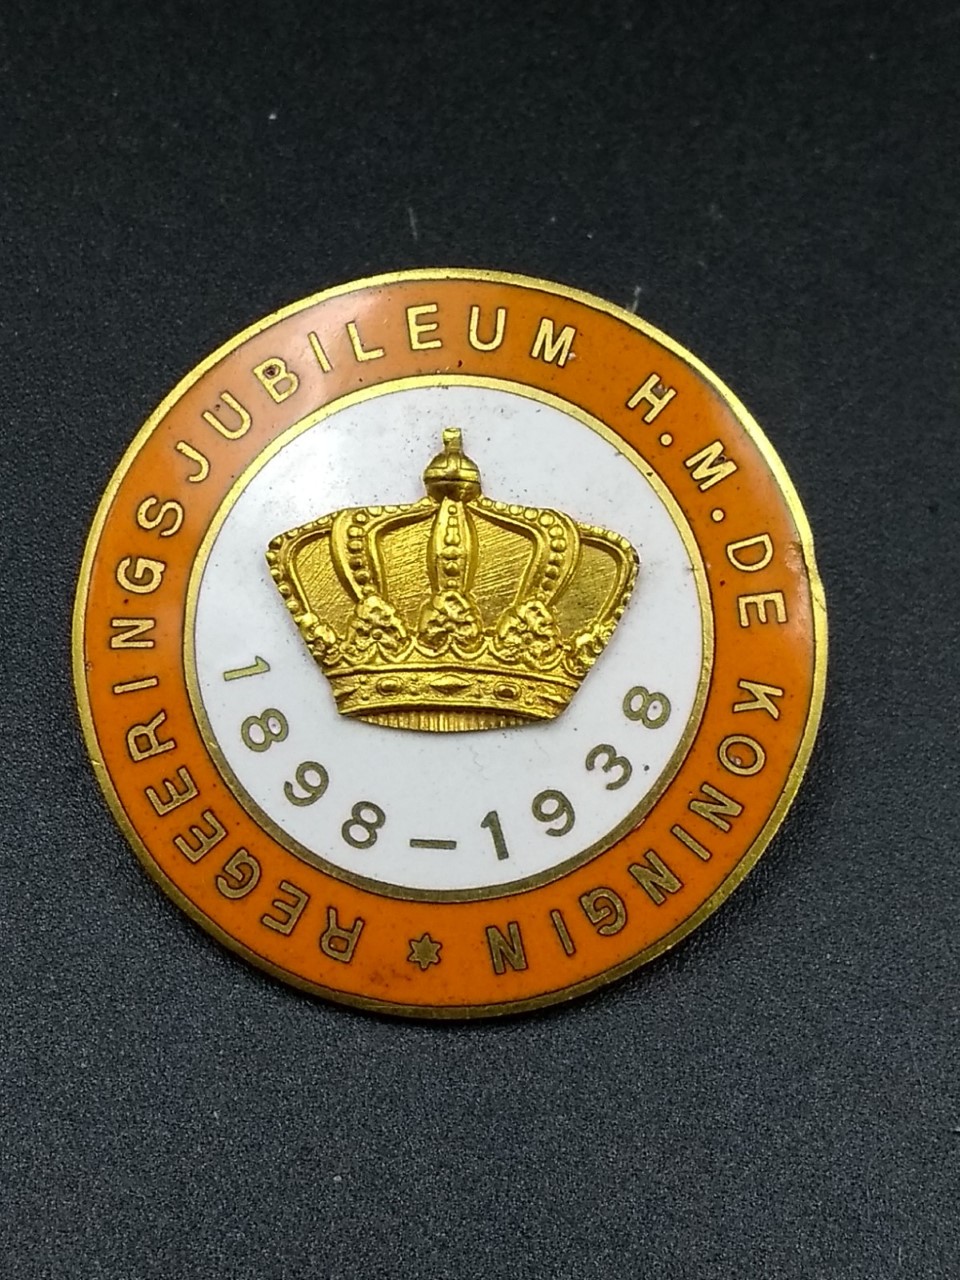 REGEERINGSJUBILEUM H.M. DE KONINGIN
1898-1938